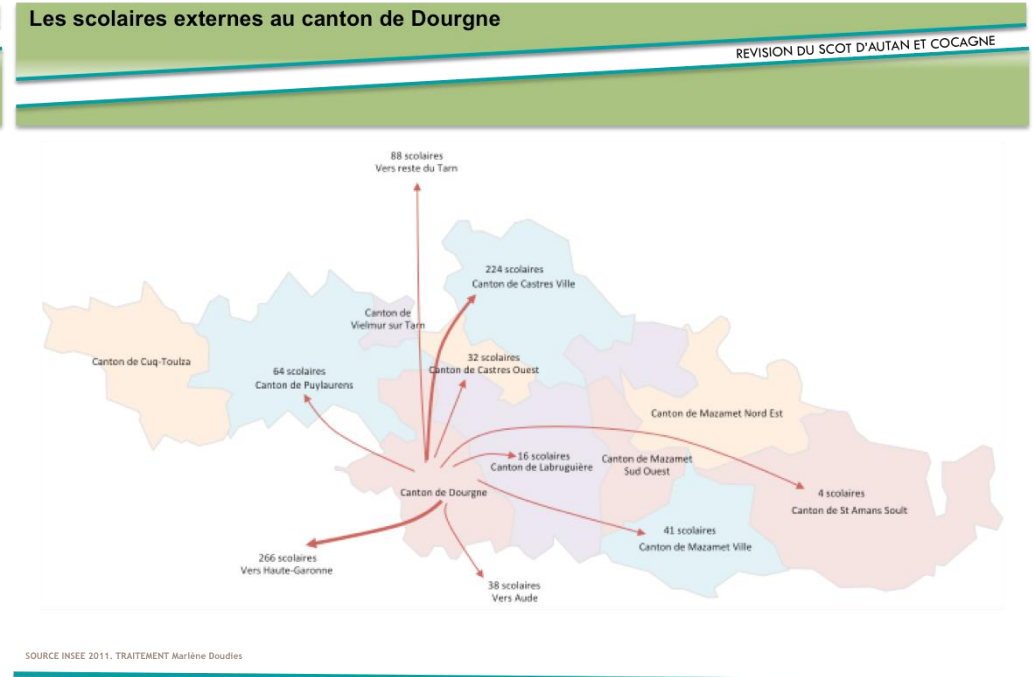 Les scolaires externes au canton de Dourgne
REVISION DU SCOT D'AUTAN ET COCAGNE
88 scolaires
Vers reste du Tarn
224 scolaires
Canton de Castres Ville
Canton de
Vielmur sur Tarn
Canton de Cuq-Toulza
32 scolaires
Canton de Castres Ouest
64 scolaires
Canton de Puylaurens
Canton de Mazamet Nord Est
16 scolaires
Canton de Labruguière
Canton de Mazamet
Sud Ouest
Canton de Dourgne
4 scolaires
Canton de St Amans Soult
41 scolaires
Canton de Mazamet Ville
266 scolaires
Vers Haute-Garonne
38 scolaires
Vers Aude
SOURCE INSEE 2011. TRAITEMENT Marlène Doudies